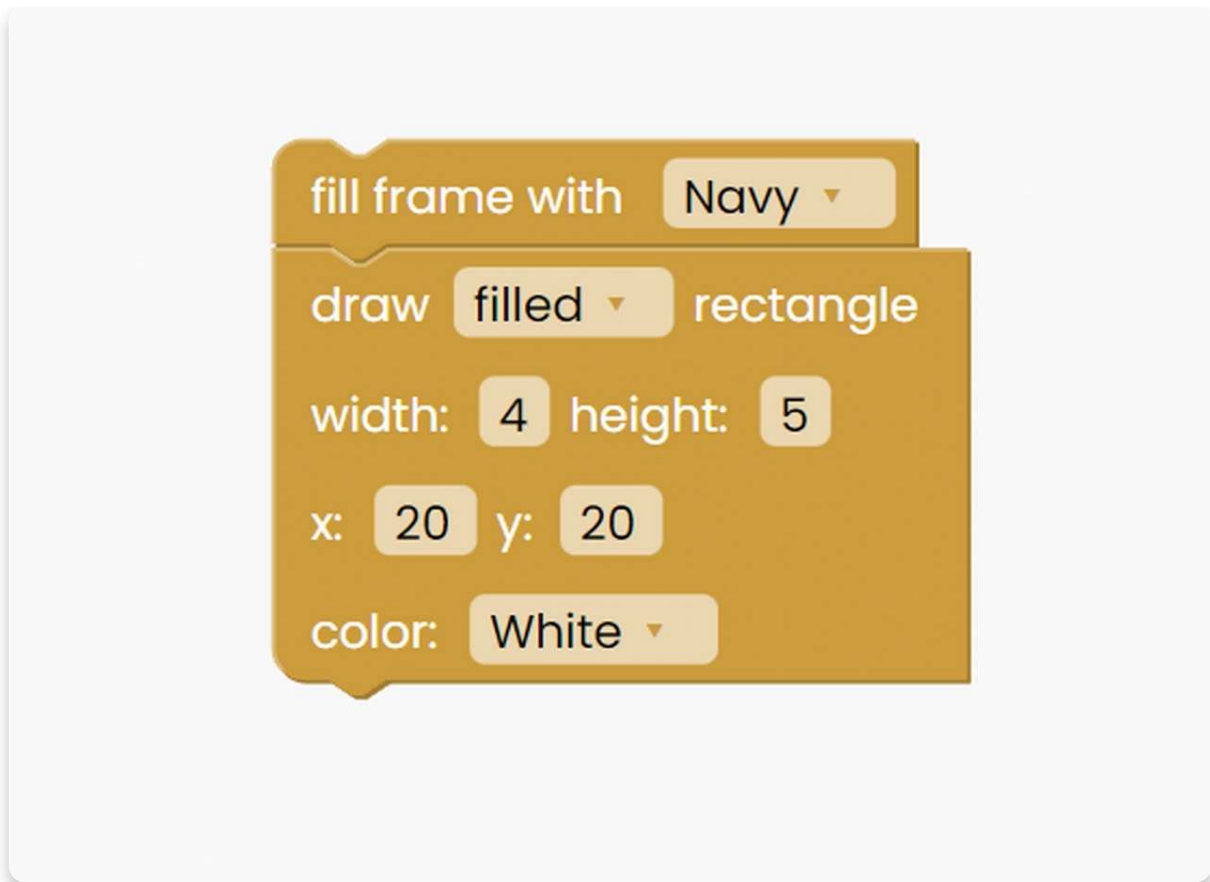 fill frame with Navy
draw filled rectangle
width: 4 height: 5
x: 20 y: 20
color: White